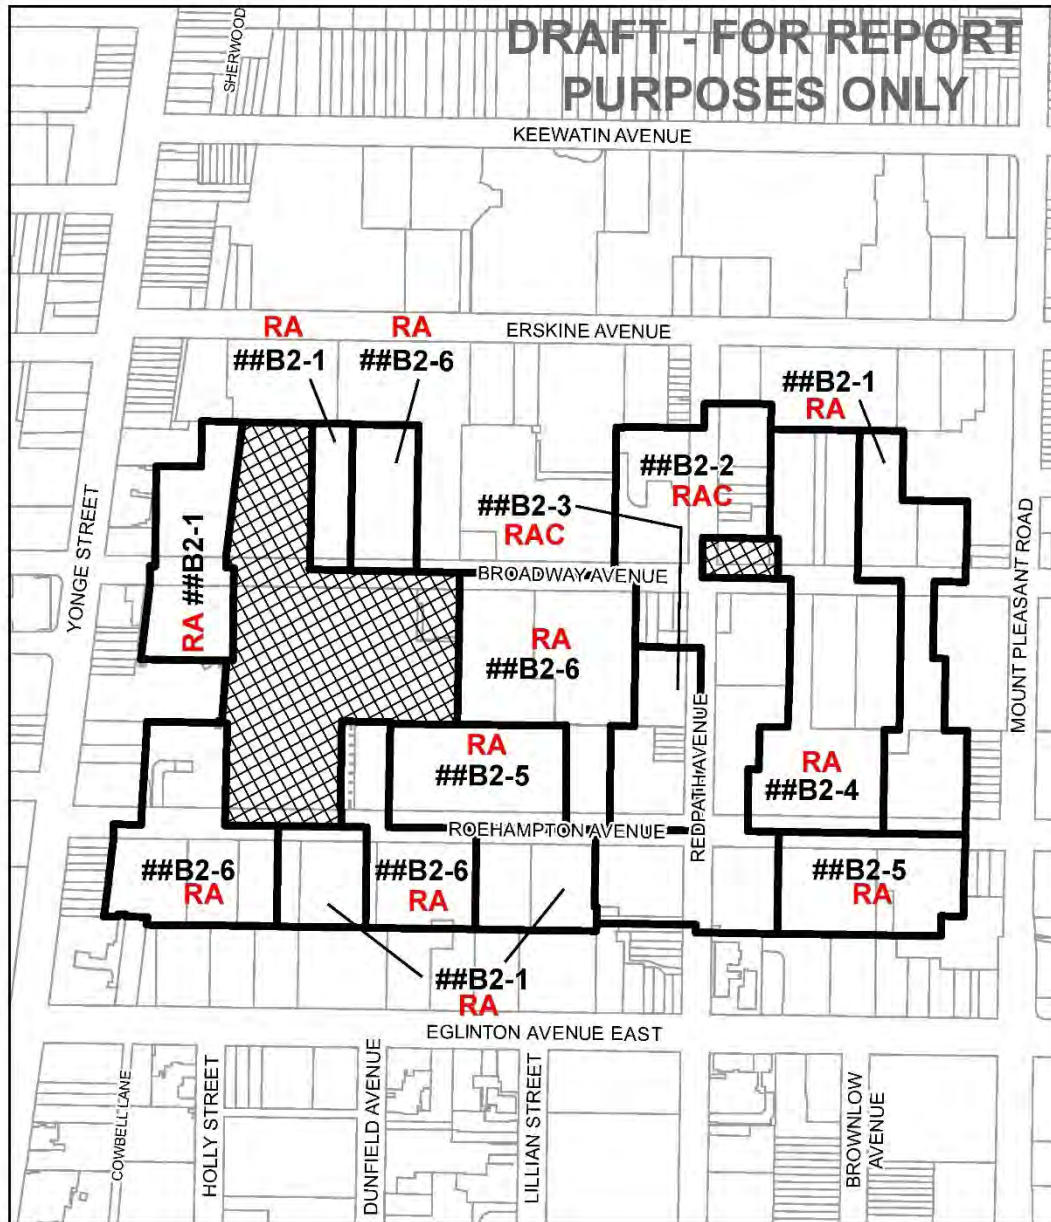 DRAFT - FOR REPORT
PURPOSES ONLY
SHERWOOD
KEEWATIN AVENUE
ERSKINE AVENUE
RA
##B2-1
RA
##B2-6
##B2-1
RA
##B2-2
RAC
##B2-3
RAC
YONGE STREET
RA ##B2-1
BROADWAY AVENUE
MOUNT PLEASANT ROAD
RA
##B2-6
REDPATH AVENUE
RA
##B2-5
RA
##B2-4
ROEHAMPTON AVENUE
##B2-6
RA
##B2-6
RA
##B2-5
RA
##B2-1
RA
EGLINTON AVENUE EAST
COWBELL LANE
HOLLY STREET
DUNFIELD AVENUE
LILLIAN STREET
BROWNLOW
AVENUE